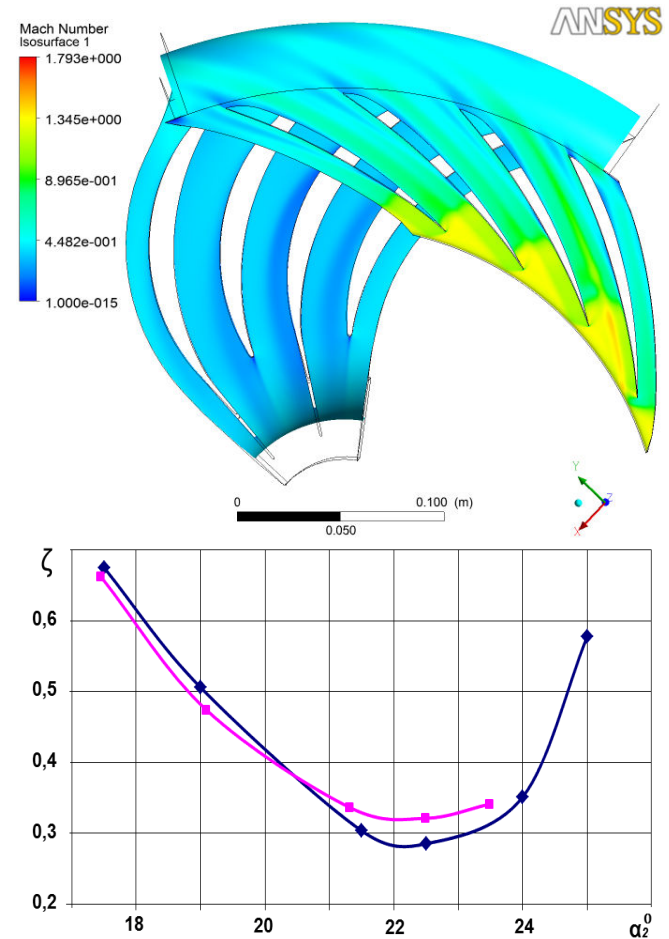 ANSYS
Mach Number
Isosurface 1
1.793e+000
1.345e+000
8.965e-001
4.482e-001
1.000e-015
0 0.100 (m)
0.050
Y
Z
X
ζ
0,6
0,5
0,4
0,3
0,2
18 20 22 24 α₂⁰